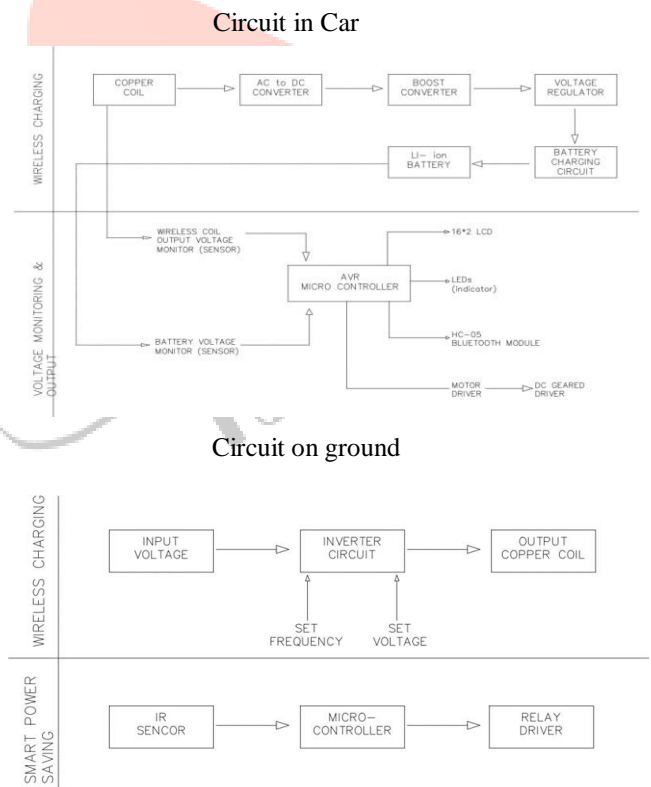 Circuit in Car
WIRELESS CHARGING
COPPER
COIL
AC to DC
CONVERTER
BOOST
CONVERTER
VOLTAGE
REGULATOR
LI- ion
BATTERY
BATTERY
CHARGING
CIRCUIT
VOLTAGE MONITORING &
OUTPUT
WIRELESS COIL
OUTPUT VOLTAGE
MONITOR (SENSOR)
AVR
MICRO CONTROLLER
16*2 LCD
LEDs
(indicator)
HC-05
BLUETOOTH MODULE
BATTERY VOLTAGE
MONITOR (SENSOR)
MOTOR
DRIVER
DC GEARED
DRIVER
Circuit on ground
WIRELESS CHARGING
INPUT
VOLTAGE
INVERTER
CIRCUIT
OUTPUT
COPPER COIL
SET
FREQUENCY
SET
VOLTAGE
SMART POWER
SAVING
IR
SENCOR
MICRO-
CONTROLLER
RELAY
DRIVER